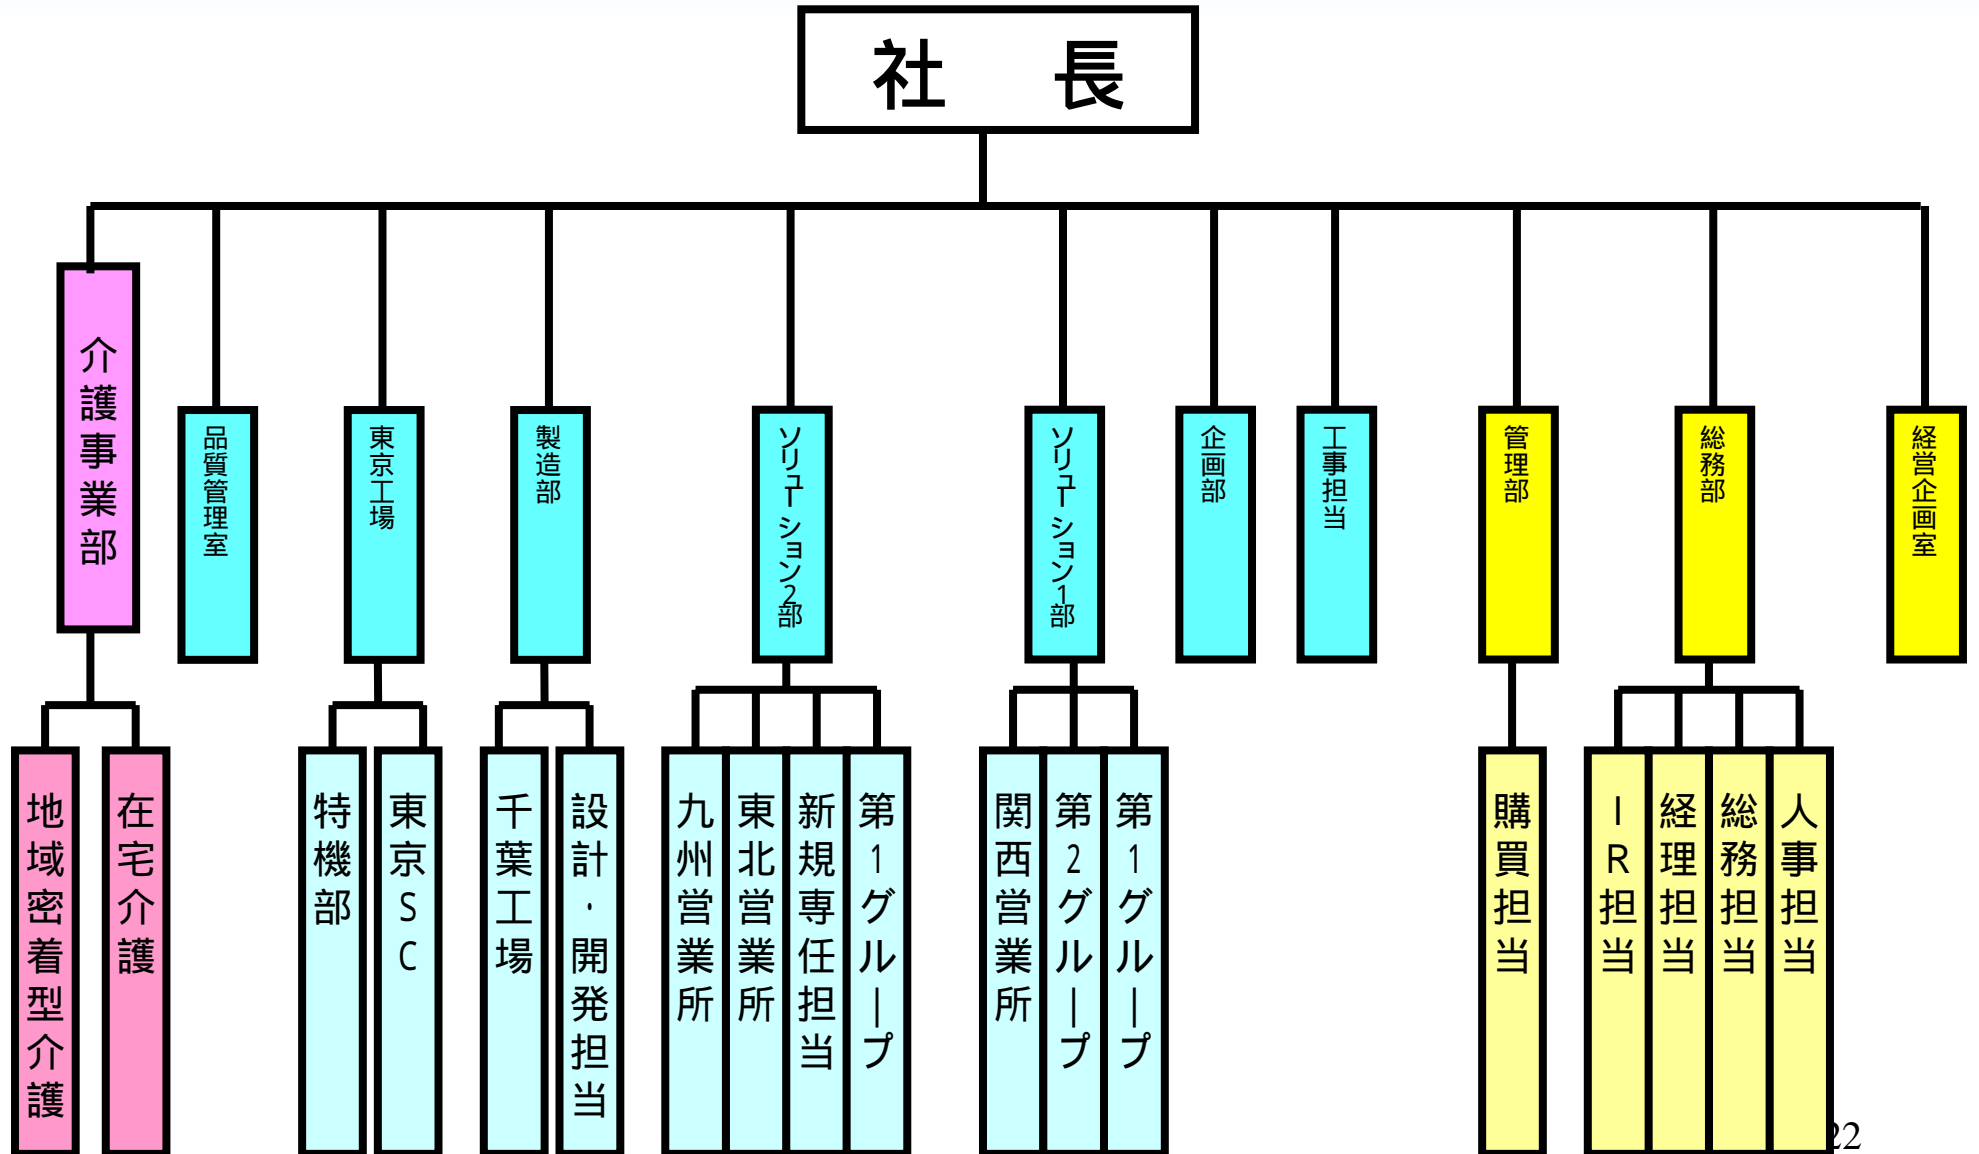 社　長
介護事業部
品質管理室
東京工場
製造部
ソリューション2部
ソリューション1部
企画部
工事担当
管理部
総務部
経営企画室
地域密着型介護
在宅介護
特機部
東京SC
千葉工場
設計・開発担当
九州営業所
東北営業所
新規専任担当
第1グループ
関西営業所
第2グループ
第1グループ
購買担当
IR担当
経理担当
総務担当
人事担当
22